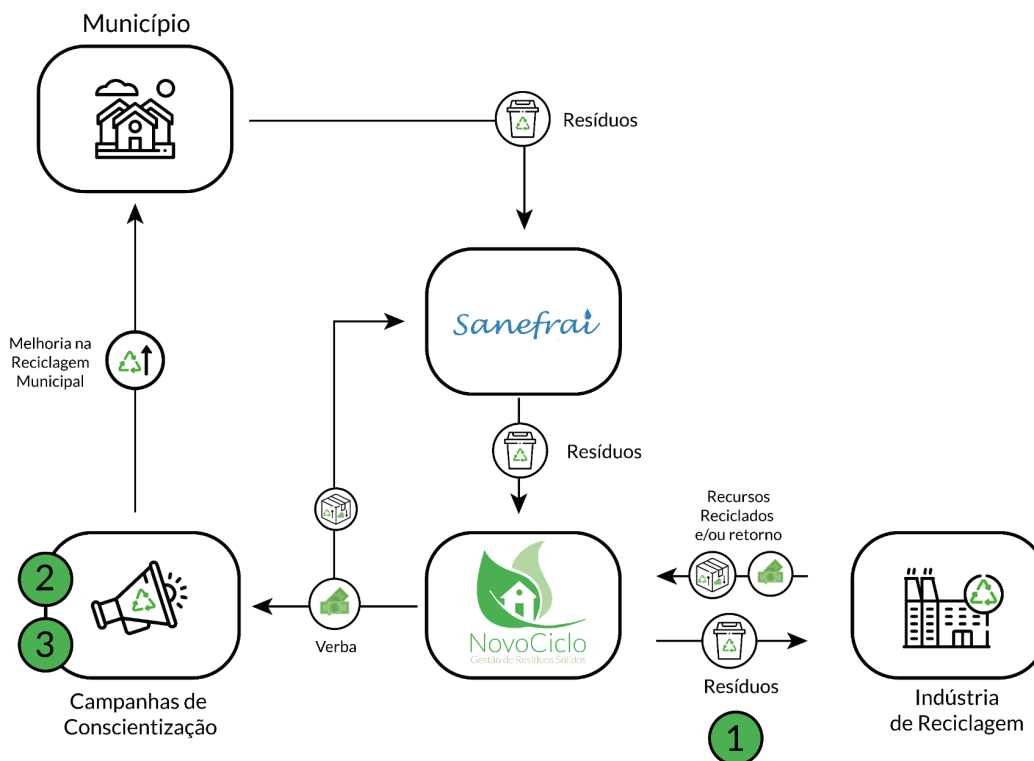 Município
Resíduos
Sanefrai
Melhoria na
Reciclagem
Municipal
Resíduos
Recursos
Reciclados
e/ou retorno
2
3
Verba
NovoCiclo
Gestão de Resíduos Sólidos
Resíduos
1
Campanhas de
Conscientização
Indústria
de Reciclagem